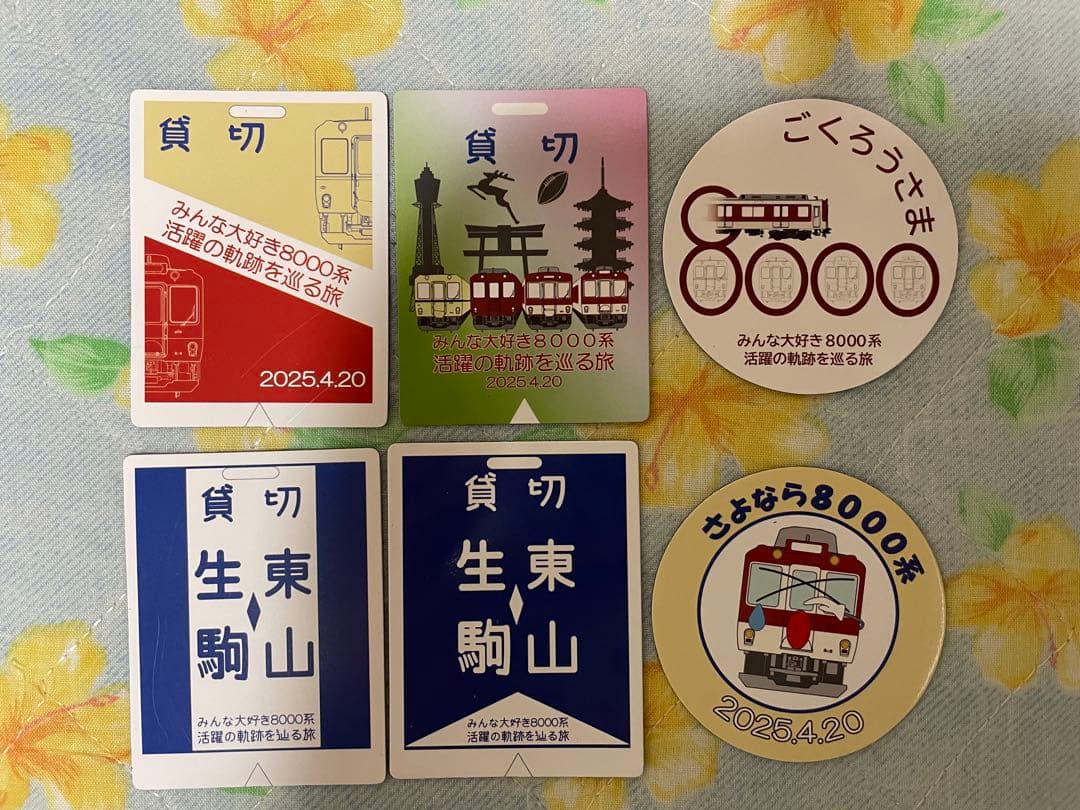 貸切
みんな大好き8000系
活躍の軌跡を巡る旅
2025.4.20
貸切
みんな大好き8000系
活躍の軌跡を巡る旅
2025.4.20
ごくろうさま
8000
みんな大好き8000系
活躍の軌跡を巡る旅
貸切
東山
生駒
みんな大好き8000系
活躍の軌跡を辿る旅
貸切
東山
生駒
みんな大好き8000系
活躍の軌跡を辿る旅
さよなら8000系
2025.4.20